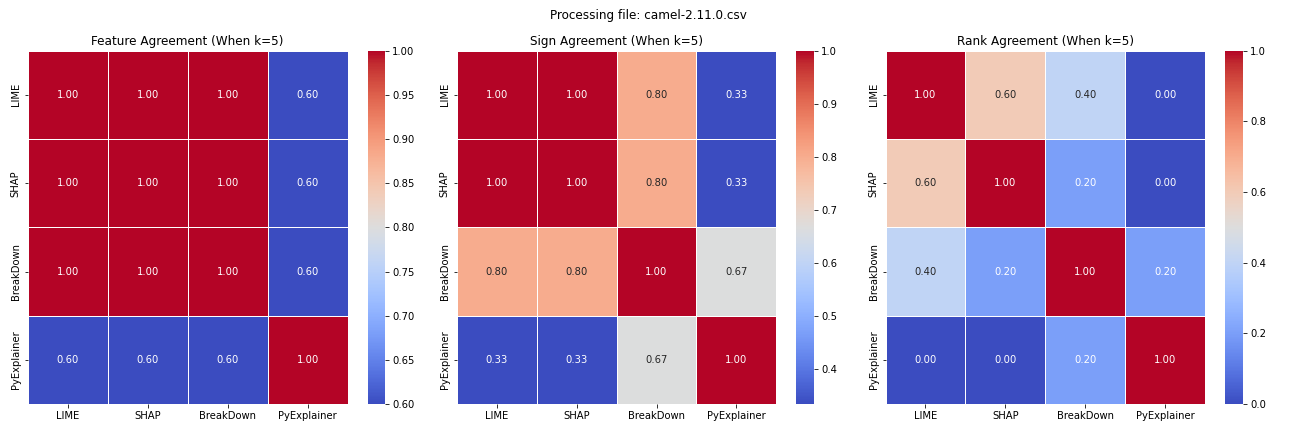 Processing file: camel-2.11.0.csv
Feature Agreement (When k=5)
LIME
SHAP
BreakDown
PyExplainer
1.00 1.00 1.00 0.60
1.00 1.00 1.00 0.60
1.00 1.00 1.00 0.60
0.60 0.60 0.60 1.00
LIME SHAP BreakDown PyExplainer
1.00
0.95
0.90
0.85
0.80
0.75
0.70
0.65
0.60
Sign Agreement (When k=5)
LIME
SHAP
BreakDown
PyExplainer
1.00 1.00 0.80 0.33
1.00 1.00 0.80 0.33
0.80 0.80 1.00 0.67
0.33 0.33 0.67 1.00
LIME SHAP BreakDown PyExplainer
1.0
0.9
0.8
0.7
0.6
0.5
0.4
Rank Agreement (When k=5)
LIME
SHAP
BreakDown
PyExplainer
1.00 0.60 0.40 0.00
0.60 1.00 0.20 0.00
0.40 0.20 1.00 0.20
0.00 0.00 0.20 1.00
LIME SHAP BreakDown PyExplainer
1.0
0.8
0.6
0.4
0.2
0.0